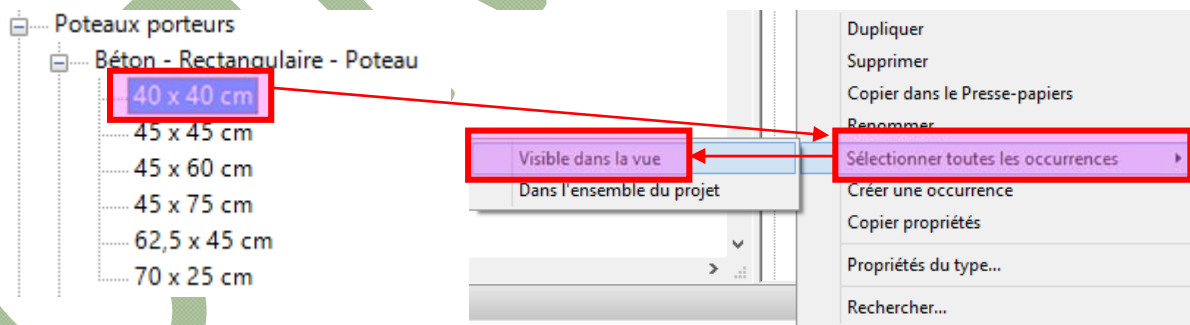 Poteaux porteurs
Béton - Rectangulaire - Poteau
40 x 40 cm
45 x 45 cm
45 x 60 cm
45 x 75 cm
62,5 x 45 cm
70 x 25 cm
Visible dans la vue
Dans l'ensemble du projet
Dupliquer
Supprimer
Copier dans le Presse-papiers
Renommer
Sélectionner toutes les occurrences
Créer une occurrence
Copier propriétés
Propriétés du type...
Rechercher...